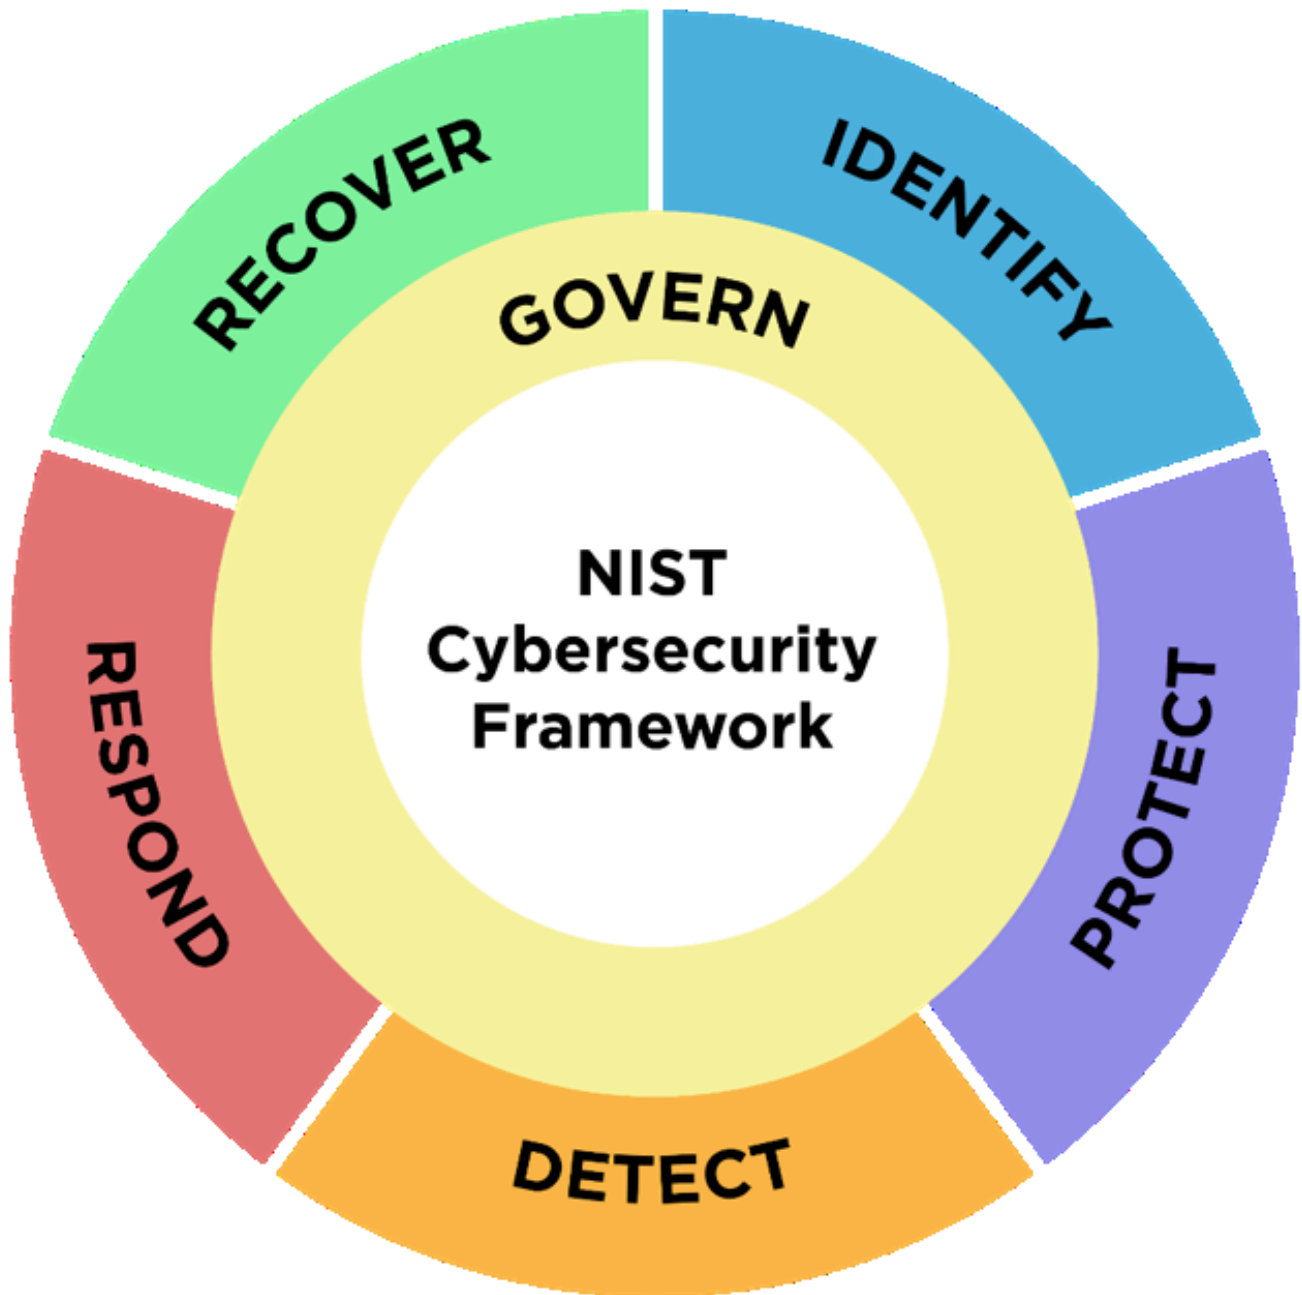 RECOVER
IDENTIFY
GOVERN
NIST
Cybersecurity
Framework
RESPOND
PROTECT
DETECT